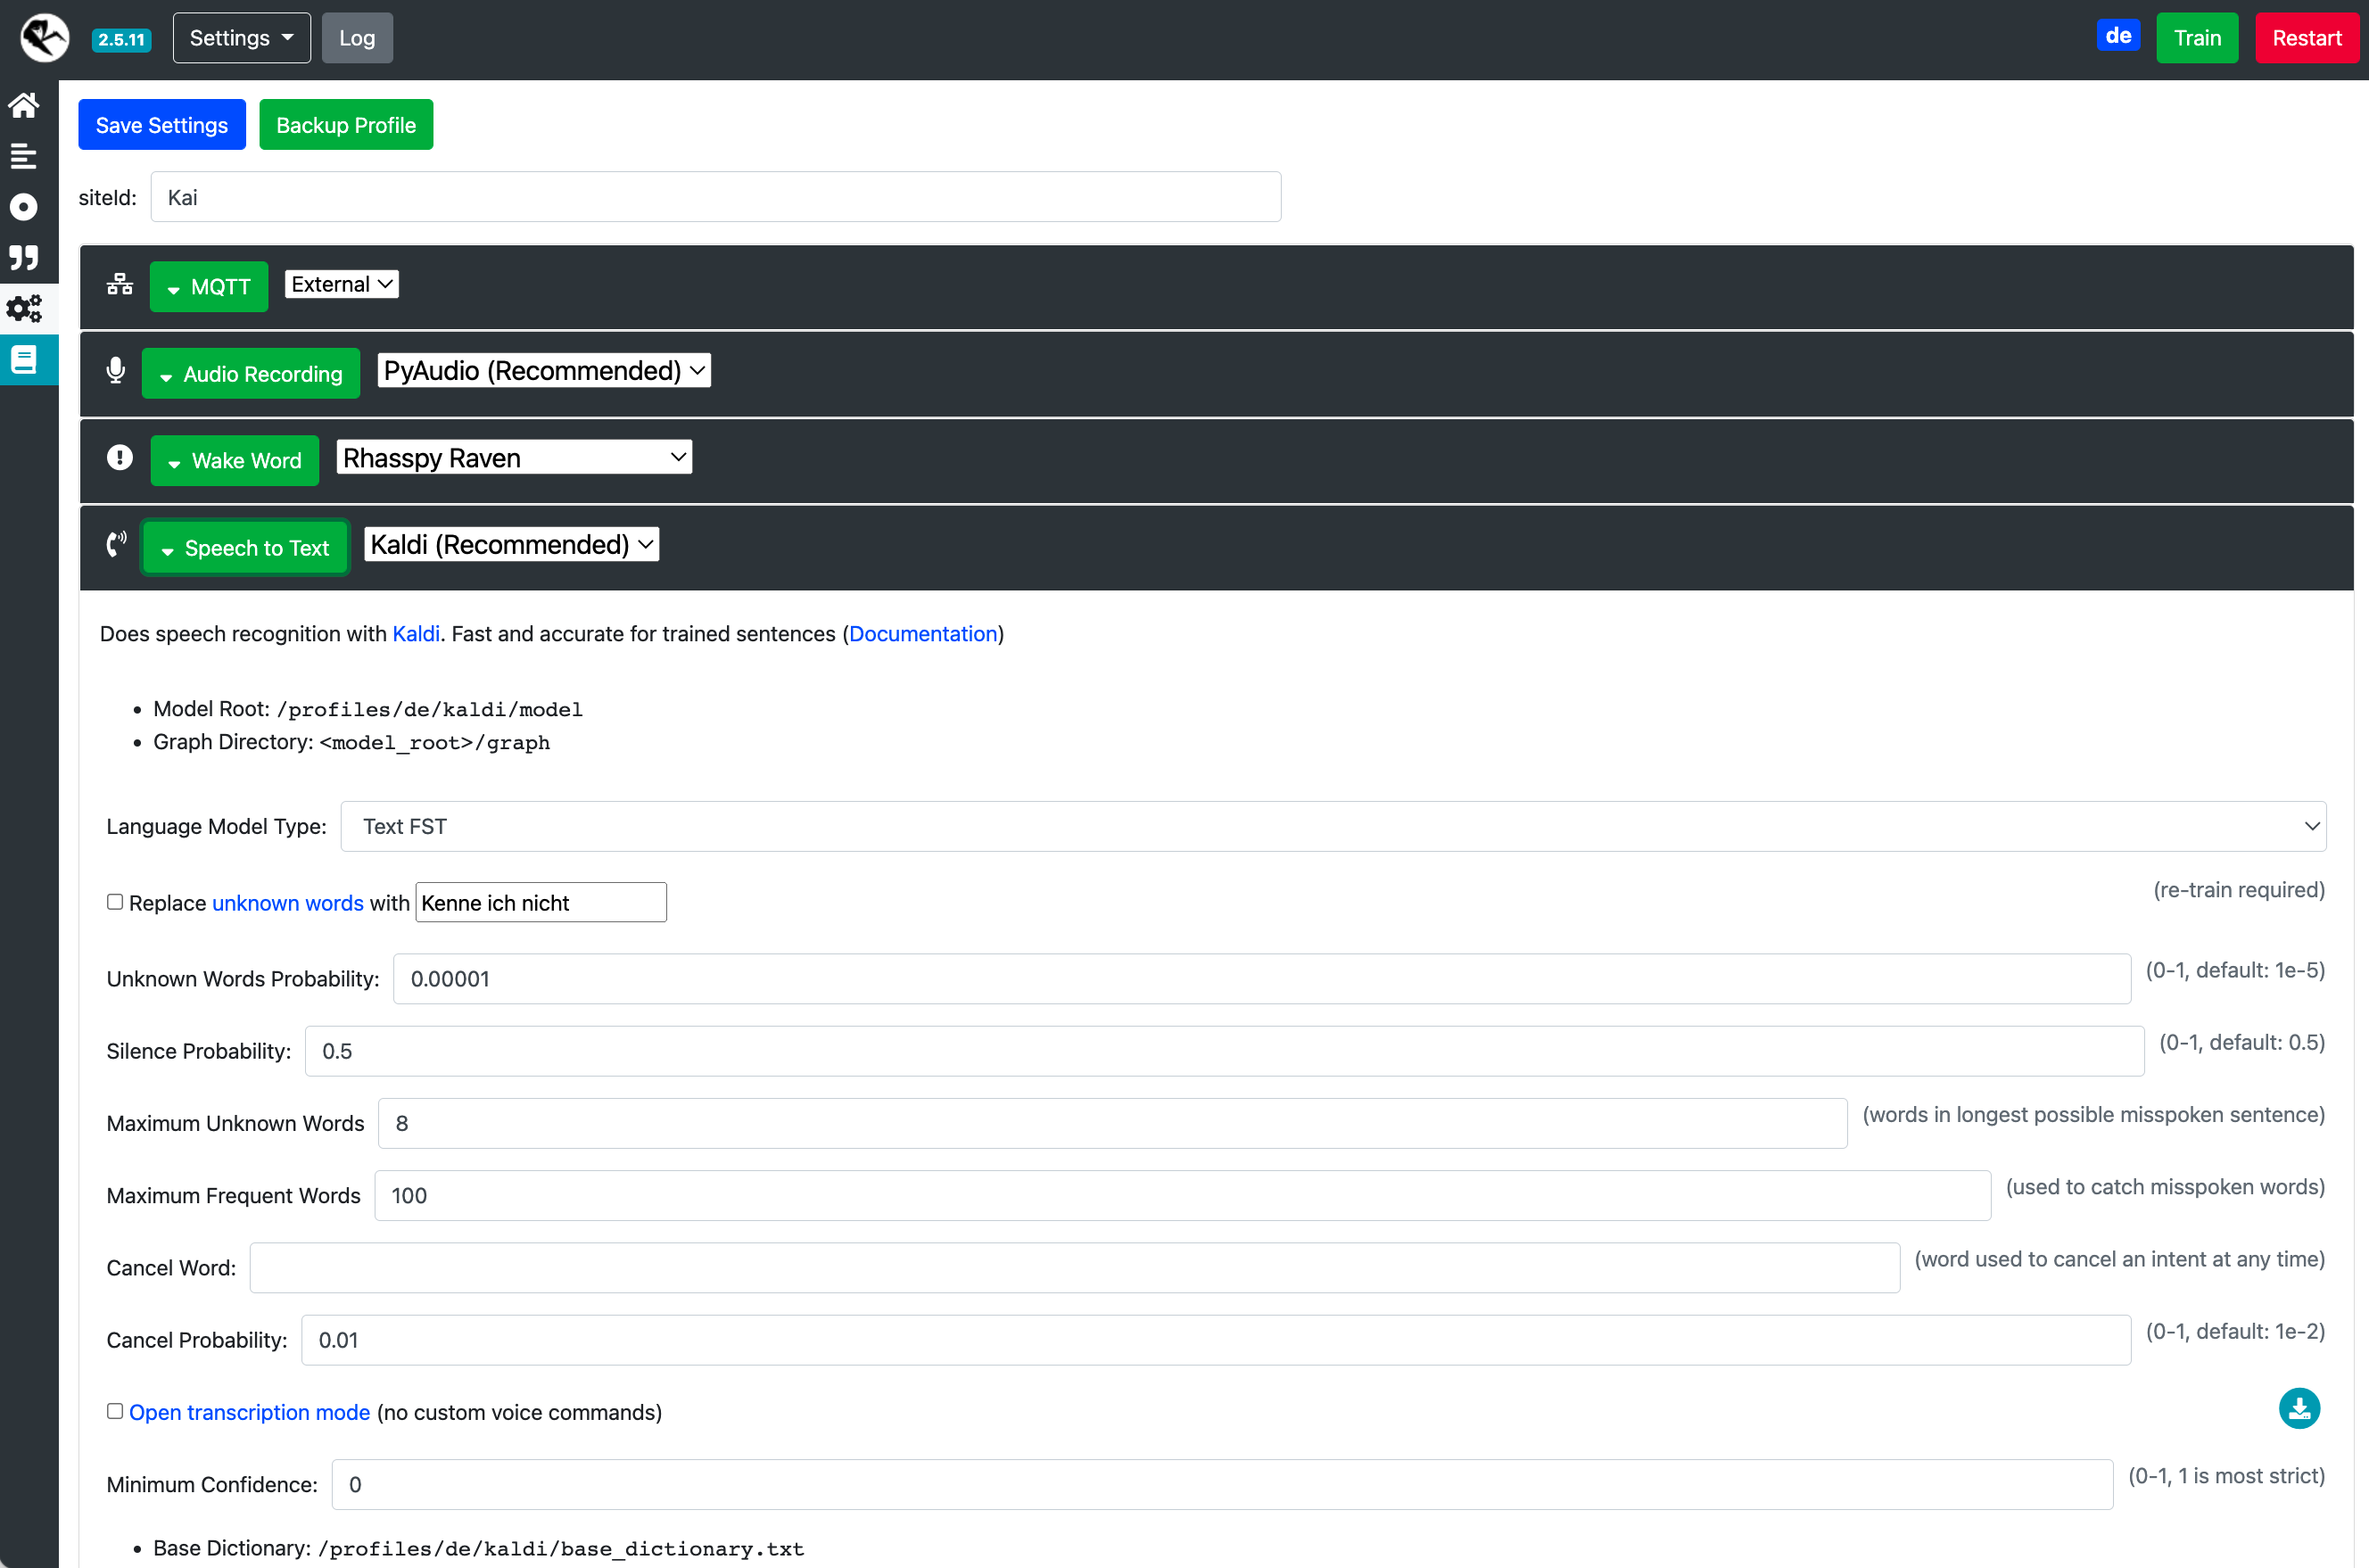 2.5.11 Settings Log de Train Restart
Save Settings Backup Profile
siteId: Kai
MQTT External
Audio Recording PyAudio (Recommended)
Wake Word Rhasspy Raven
Speech to Text Kaldi (Recommended)
Does speech recognition with Kaldi. Fast and accurate for trained sentences (Documentation)
• Model Root: /profiles/de/kaldi/model
• Graph Directory: <model_root>/graph
Language Model Type: Text FST
Replace unknown words with Kenne ich nicht (re-train required)
Unknown Words Probability: 0.00001 (0-1, default: 1e-5)
Silence Probability: 0.5 (0-1, default: 0.5)
Maximum Unknown Words 8 (words in longest possible misspoken sentence)
Maximum Frequent Words 100 (used to catch misspoken words)
Cancel Word: (word used to cancel an intent at any time)
Cancel Probability: 0.01 (0-1, default: 1e-2)
Open transcription mode (no custom voice commands)
Minimum Confidence: 0 (0-1, 1 is most strict)
• Base Dictionary: /profiles/de/kaldi/base_dictionary.txt